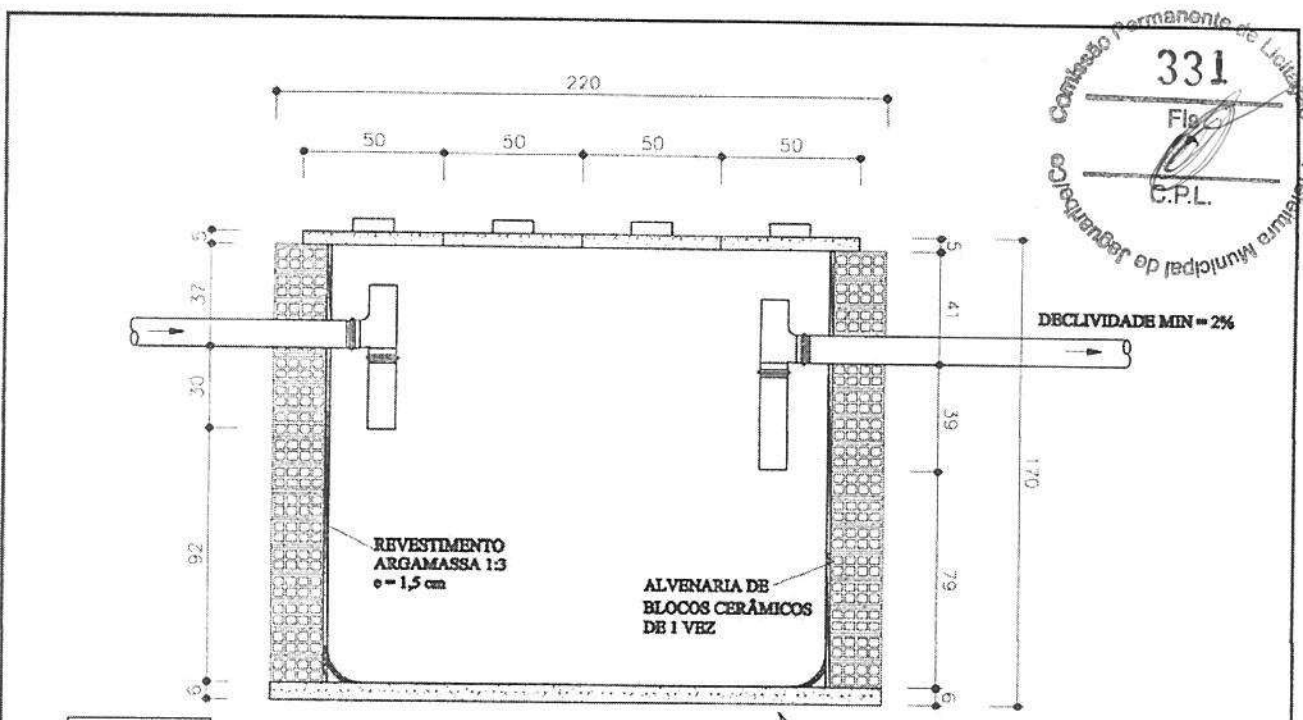 Comissão Permanente de
331
Fls
C.P.L.
Municipal de Jaguaribe/Ce
220
50 50 50 50
5
37
30
92
6
5
41
39
79
6
170
DECLIVIDADE MIN = 2%
REVESTIMENTO
ARGAMASSA 1:3
e = 1,5 cm
ALVENARIA DE
BLOCOS CERÂMICOS
DE 1 VEZ